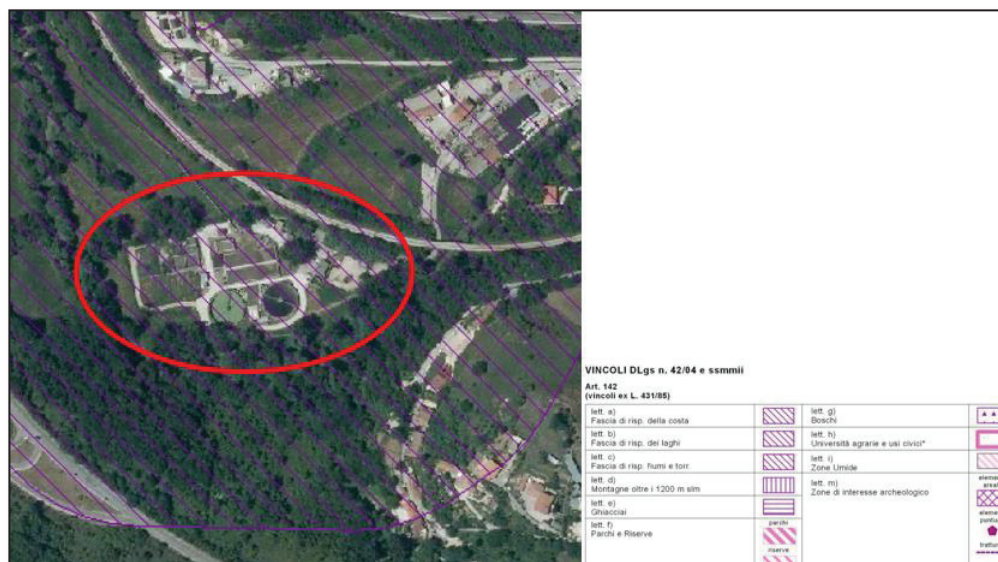 VINCOLI DLgs n. 42/04 e ssmmii
Art. 142
(vincoli ex L. 431/85)
lett. a)
Fascia di risp. della costa
lett. b)
Fascia di risp. dei laghi
lett. c)
Fascia di risp. fiumi e torr.
lett. d)
Montagne oltre i 1200 m slm
lett. e)
Ghiacciai
lett. f)
Parchi e Riserve
parchi
riserve
lett. g)
Boschi
lett. h)
Università agrarie e usi civici*
lett. i)
Zone Umide
lett. m)
Zone di interesse archeologico